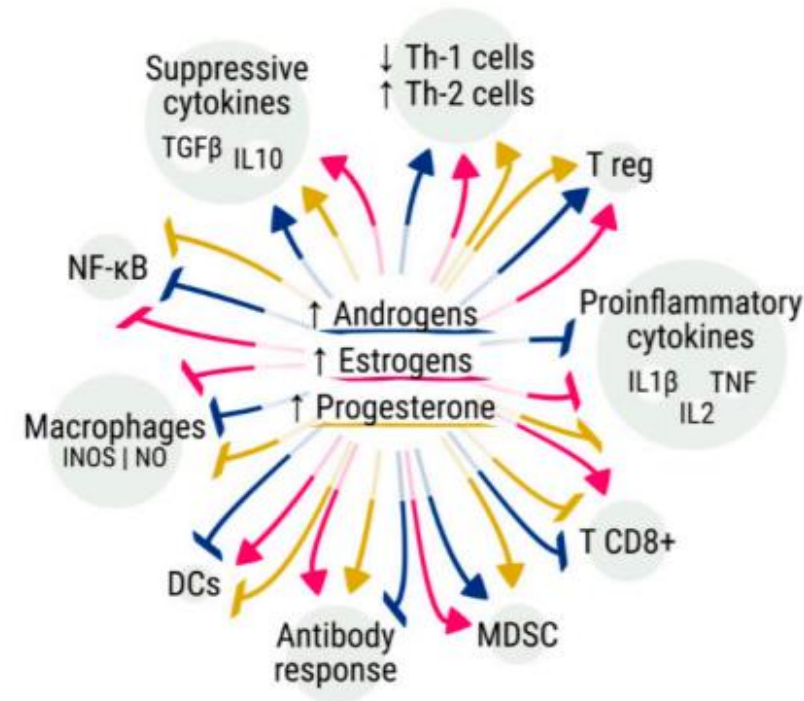 Suppressive
cytokines
TGFβ IL10
↓ Th-1 cells
↑ Th-2 cells
T reg
NF-κB
↑ Androgens
↑ Estrogens
↑ Progesterone
Proinflammatory
cytokines
IL1β TNF
IL2
Macrophages
INOS | NO
T CD8+
DCs
Antibody
response
MDSC